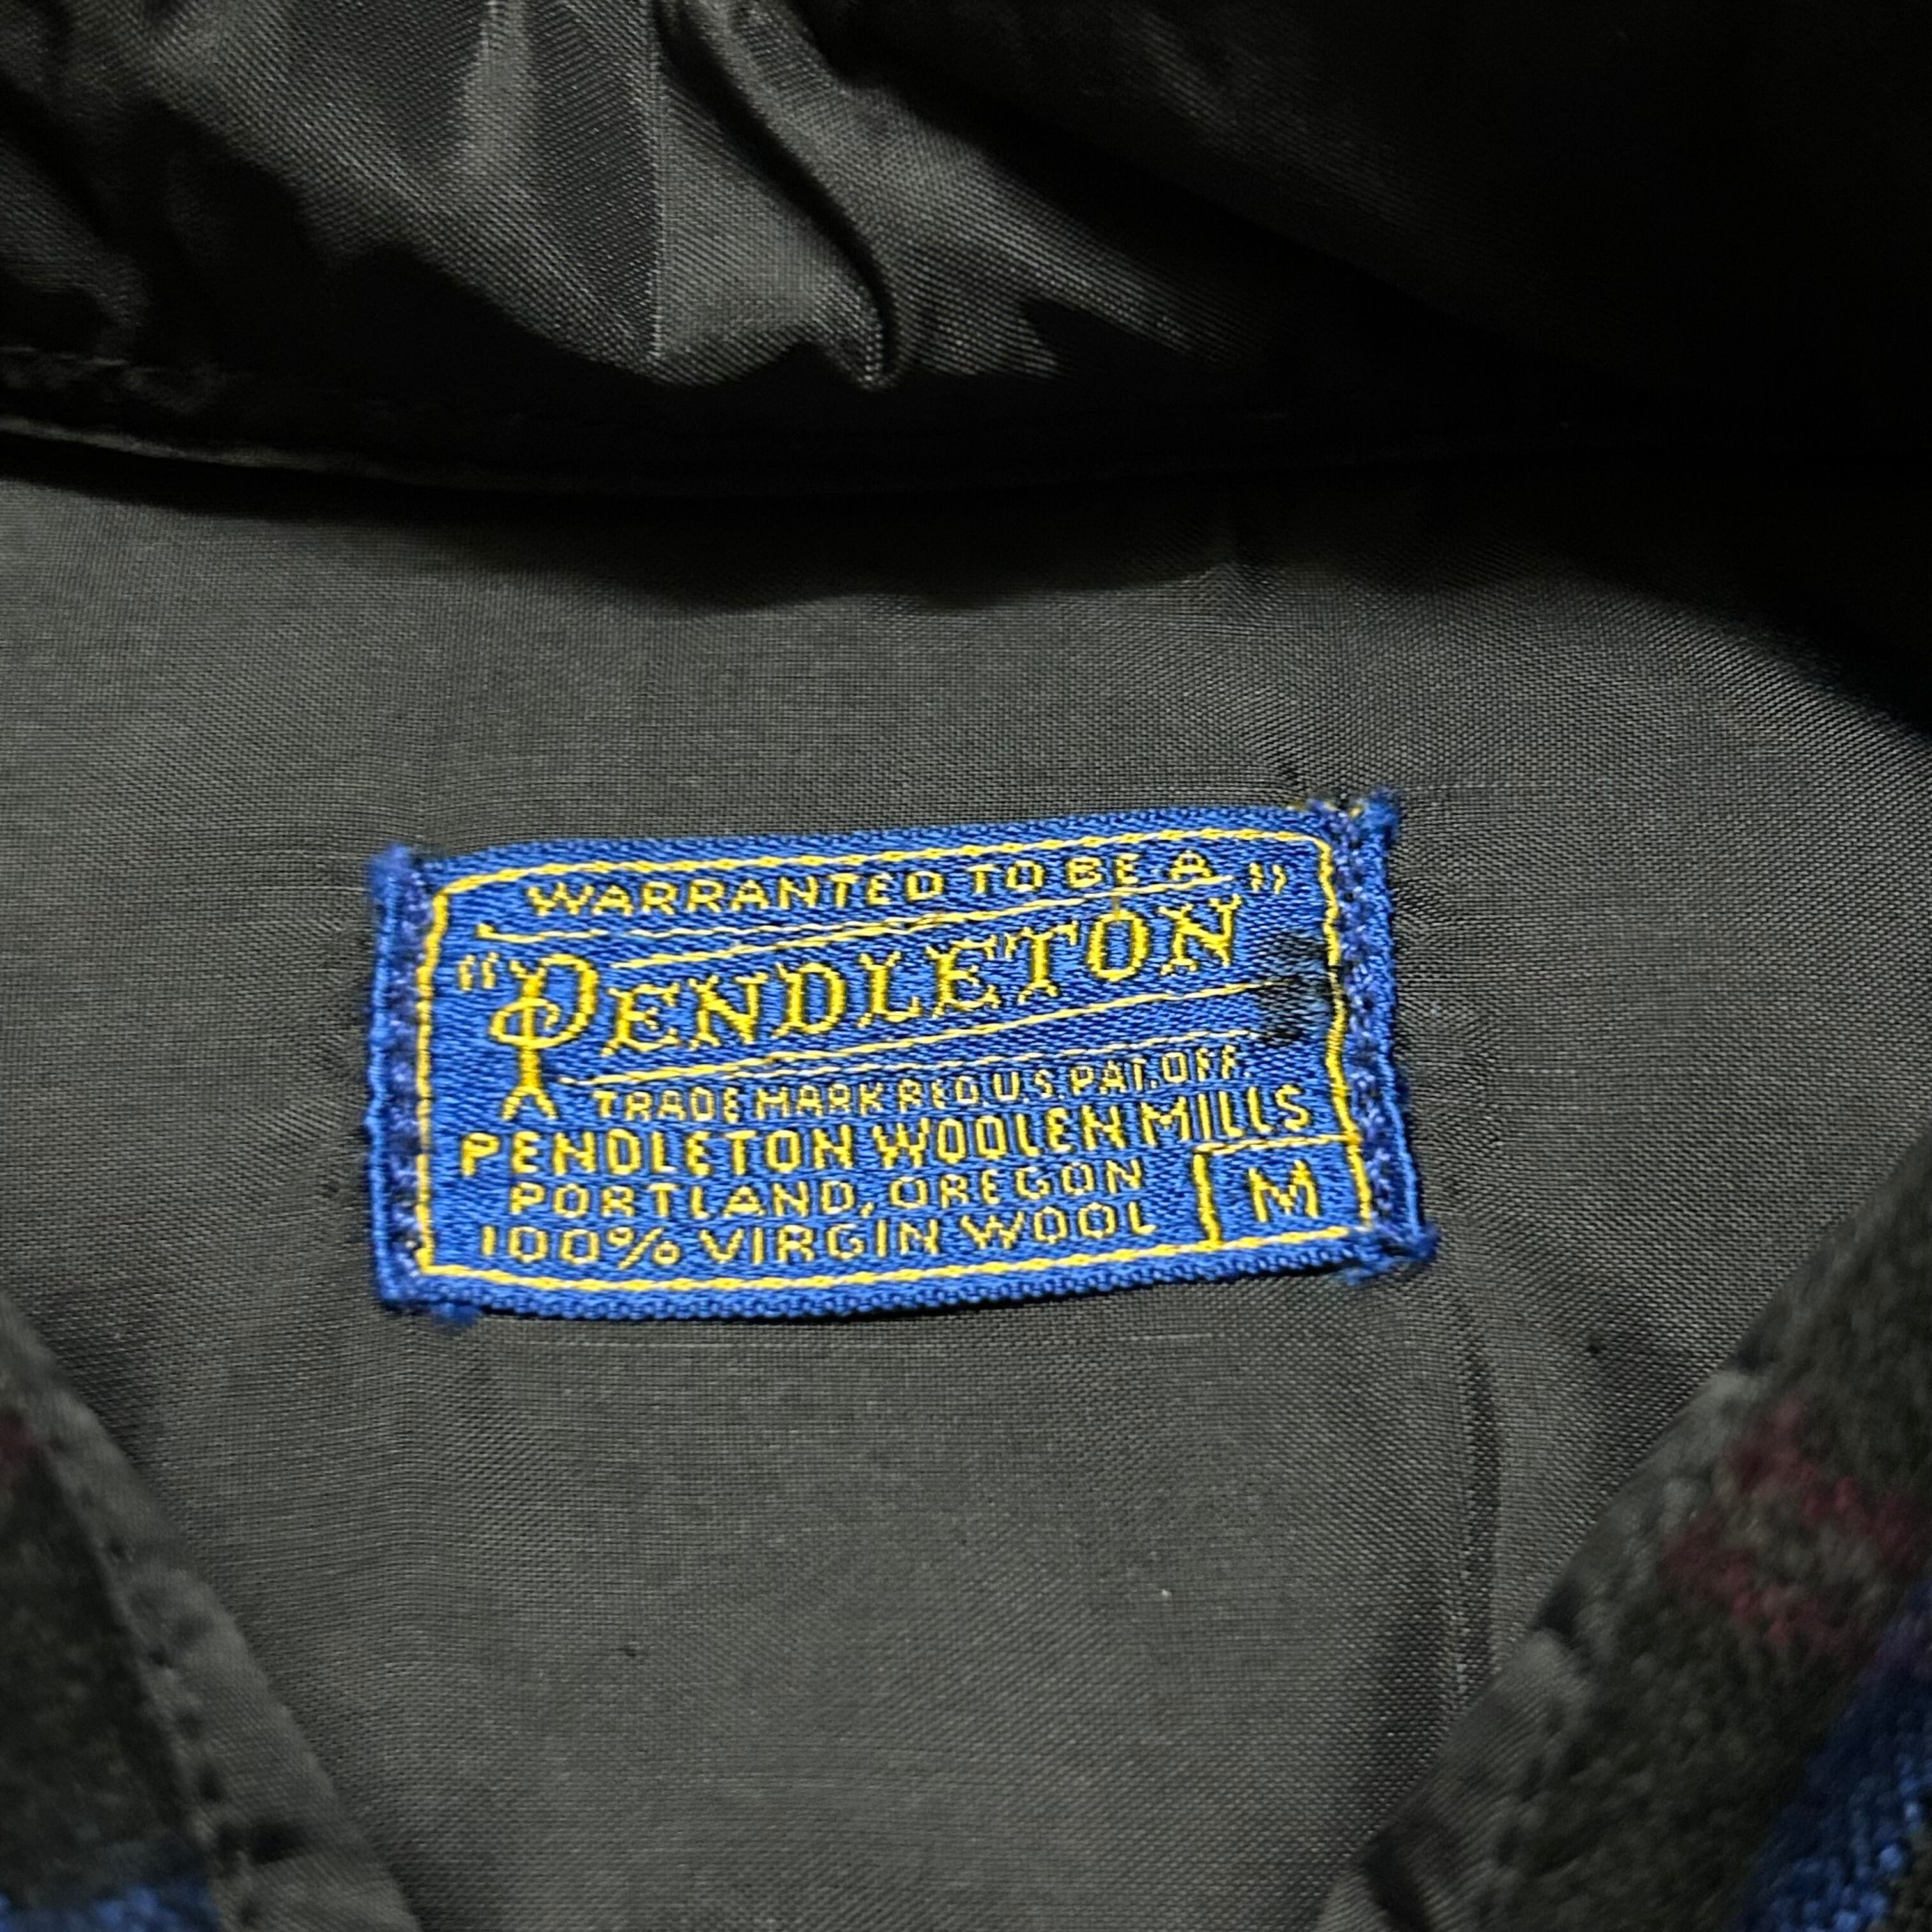 WARRANTED TO BE A
"PENDLETON"
TRADE MARK REG. U.S. PAT. OFF.
PENDLETON WOOLEN MILLS
PORTLAND, OREGON
100% VIRGIN WOOL
M